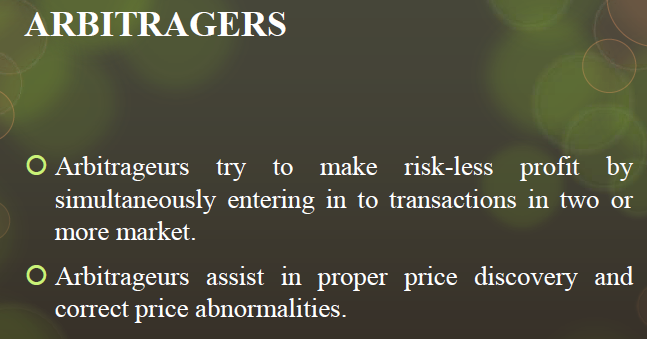 ARBITRAGERS
Arbitrageurs try to make risk-less profit by
simultaneously entering in to transactions in two or
more market.
Arbitrageurs assist in proper price discovery and
correct price abnormalities.